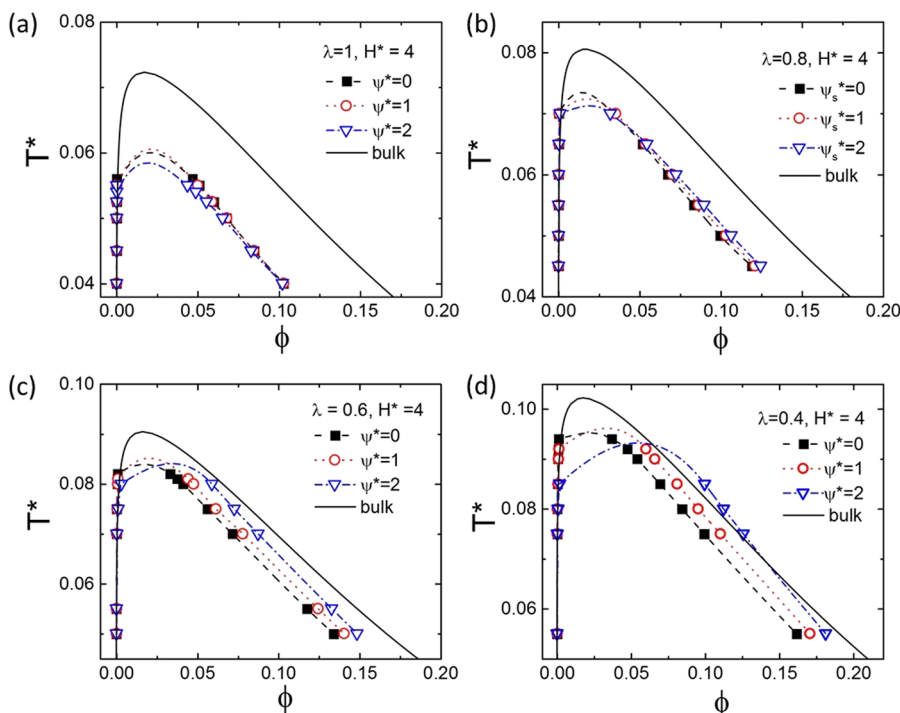 (a)
T*
0.08
0.06
0.04
λ=1, H* = 4
ψ*=0
ψ*=1
ψ*=2
bulk
0.00 0.05 0.10 0.15 0.20
ϕ
(b)
T*
0.08
0.06
0.04
λ=0.8, H* = 4
ψs*=0
ψs*=1
ψs*=2
bulk
0.00 0.05 0.10 0.15 0.20
ϕ
(c)
T*
0.10
0.08
0.06
λ = 0.6, H* =4
ψ*=0
ψ*=1
ψ*=2
bulk
0.00 0.05 0.10 0.15 0.20
ϕ
(d)
T*
0.10
0.08
0.06
λ=0.4, H* = 4
ψ*=0
ψ*=1
ψ*=2
bulk
0.00 0.05 0.10 0.15 0.20
ϕ